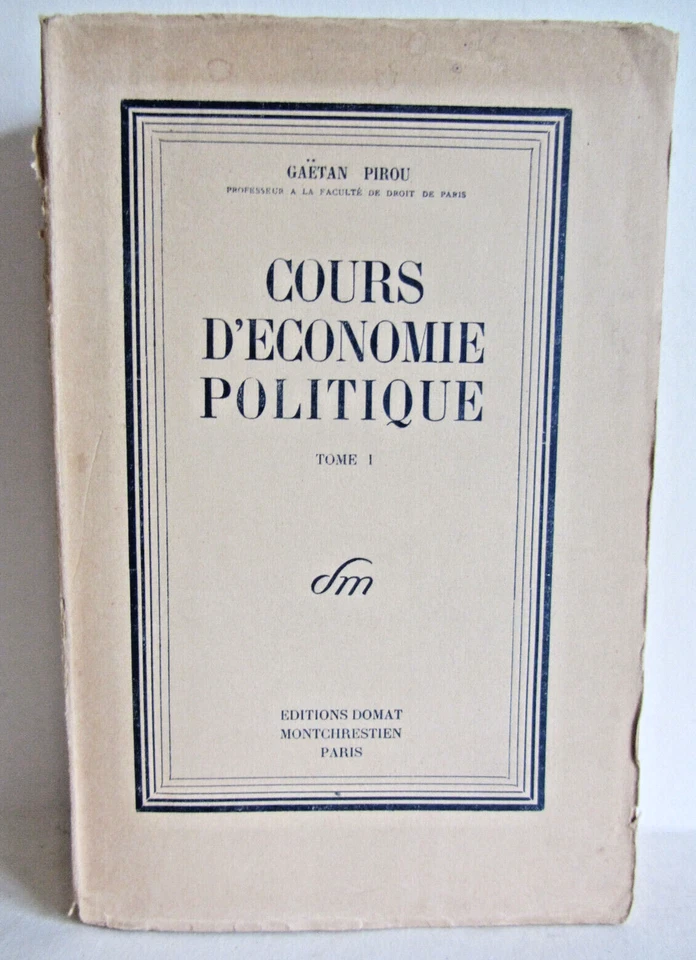 GAËTAN PIROU
PROFESSEUR A LA FACULTÉ DE DROIT DE PARIS
COURS
D'ECONOMIE
POLITIQUE
TOME I
dm
EDITIONS DOMAT
MONTCHRESTIEN
PARIS